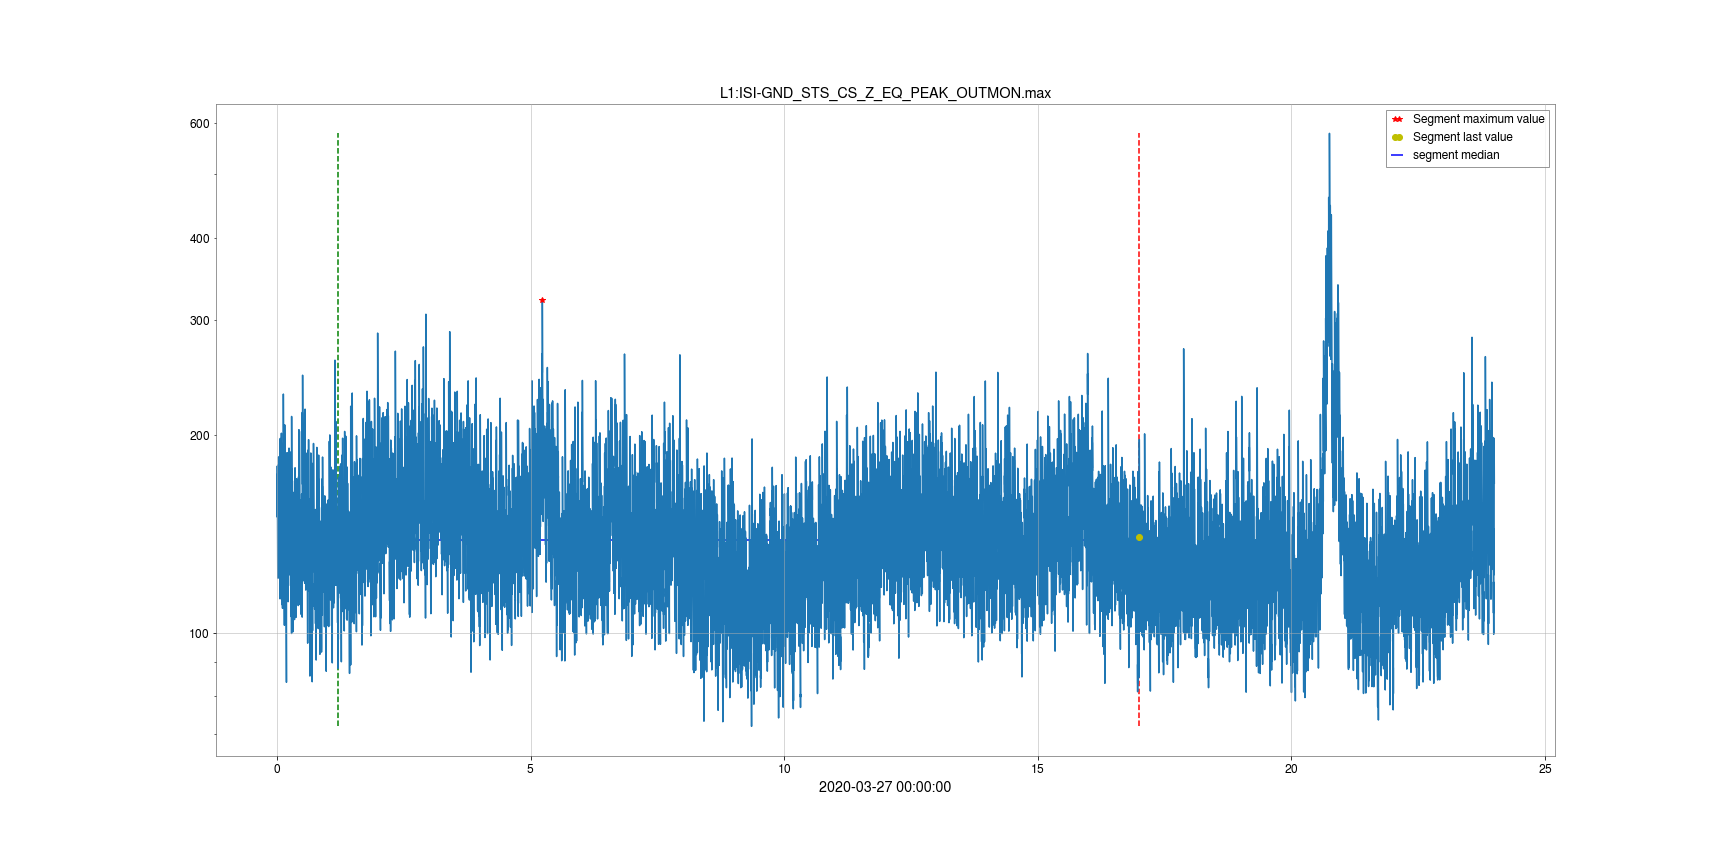 L1:ISI-GND_STS_CS_Z_EQ_PEAK_OUTMON.max
Segment maximum value
Segment last value
segment median
600
400
300
200
100
0 5 10 15 20 25
2020-03-27 00:00:00